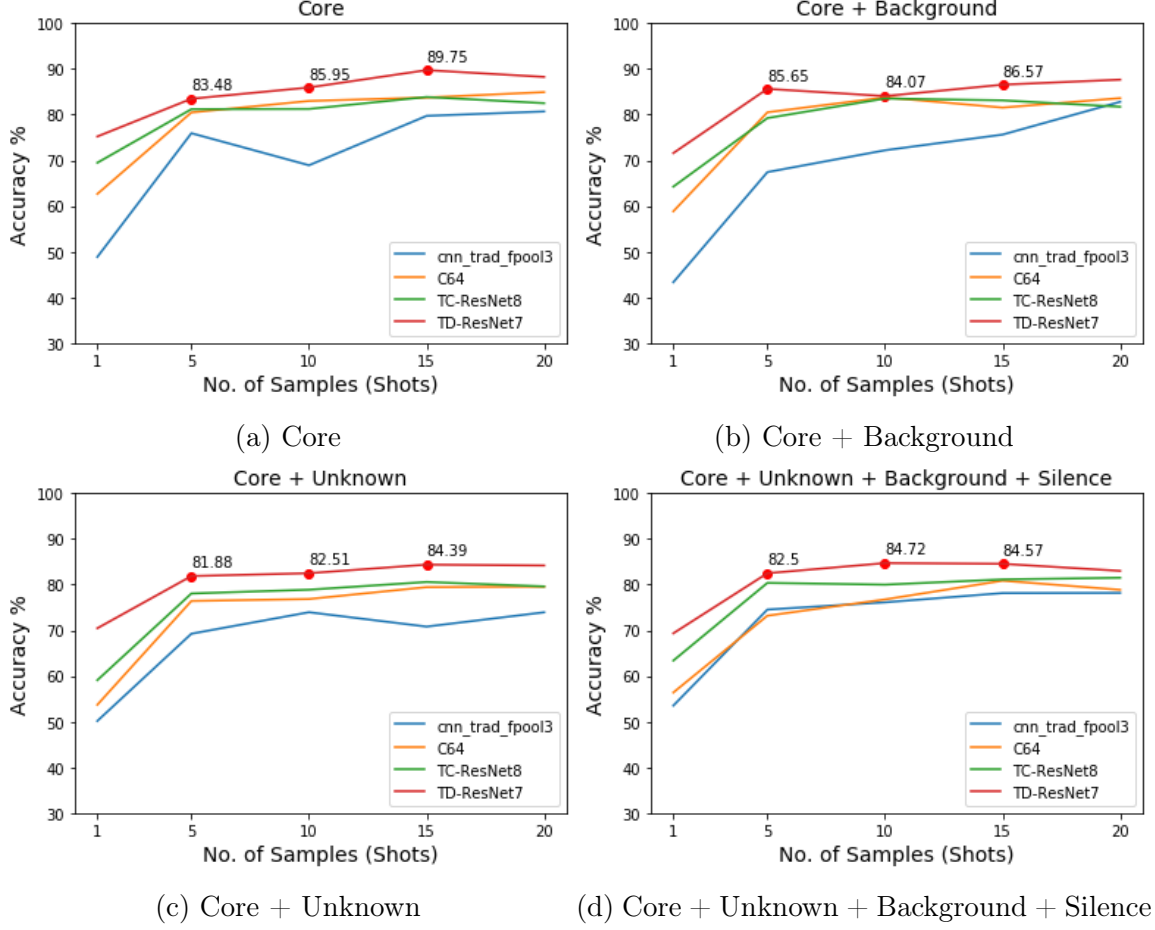 Core
100
90
80
70
60
50
40
30
Accuracy %
83.48
85.95
89.75
cnn_trad_fpool3
C64
TC-ResNet8
TD-ResNet7
1 5 10 15 20
No. of Samples (Shots)
(a) Core
Core + Background
100
90
80
70
60
50
40
30
Accuracy %
85.65
84.07
86.57
cnn_trad_fpool3
C64
TC-ResNet8
TD-ResNet7
1 5 10 15 20
No. of Samples (Shots)
(b) Core + Background
Core + Unknown
100
90
80
70
60
50
40
30
Accuracy %
81.88
82.51
84.39
cnn_trad_fpool3
C64
TC-ResNet8
TD-ResNet7
1 5 10 15 20
No. of Samples (Shots)
(c) Core + Unknown
Core + Unknown + Background + Silence
100
90
80
70
60
50
40
30
Accuracy %
82.5
84.72
84.57
cnn_trad_fpool3
C64
TC-ResNet8
TD-ResNet7
1 5 10 15 20
No. of Samples (Shots)
(d) Core + Unknown + Background + Silence